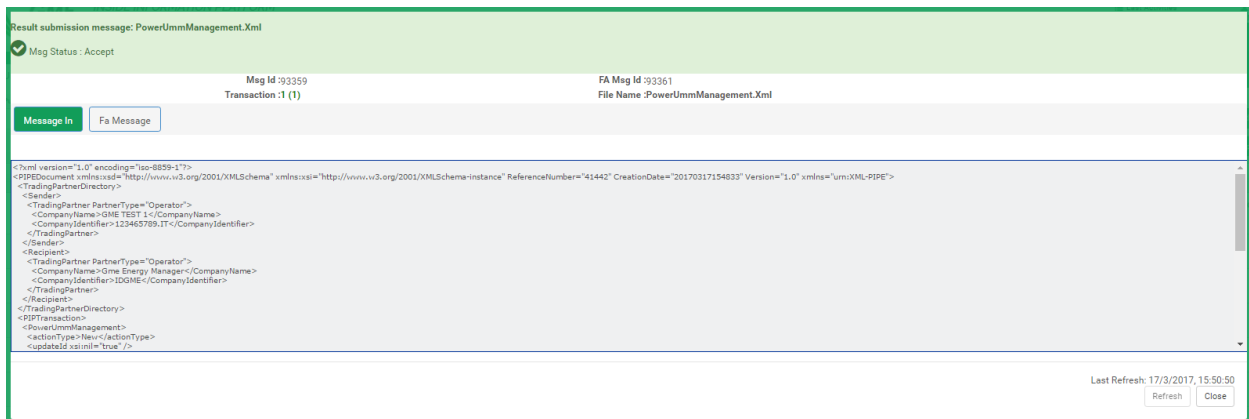 Result submission message: PowerUmmManagement.Xml
Msg Status : Accept
Msg Id :93359
FA Msg Id :93361
Transaction :1 (1)
File Name :PowerUmmManagement.Xml
Message In
Fa Message
<?xml version="1.0" encoding="iso-8859-1"?>
<PIPEDocument xmlns:xsd="http://www.w3.org/2001/XMLSchema" xmlns:xsi="http://www.w3.org/2001/XMLSchema-instance" ReferenceNumber="41442" CreationDate="20170317154833" Version="1.0" xmlns="urn:XML-PIPE">
<TradingPartnerDirectory>
<Sender>
<TradingPartner PartnerType="Operator">
<CompanyName>GME TEST 1</CompanyName>
<CompanyIdentifier>123465789.IT</CompanyIdentifier>
</TradingPartner>
</Sender>
<Recipient>
<TradingPartner PartnerType="Operator">
<CompanyName>Gme Energy Manager</CompanyName>
<CompanyIdentifier>IDGME</CompanyIdentifier>
</TradingPartner>
</Recipient>
</TradingPartnerDirectory>
<PIPTransaction>
<PowerUmmManagement>
<actionType>New</actionType>
<updateId xsi:nil="true" />
Last Refresh: 17/3/2017, 15:50:50
Refresh
Close